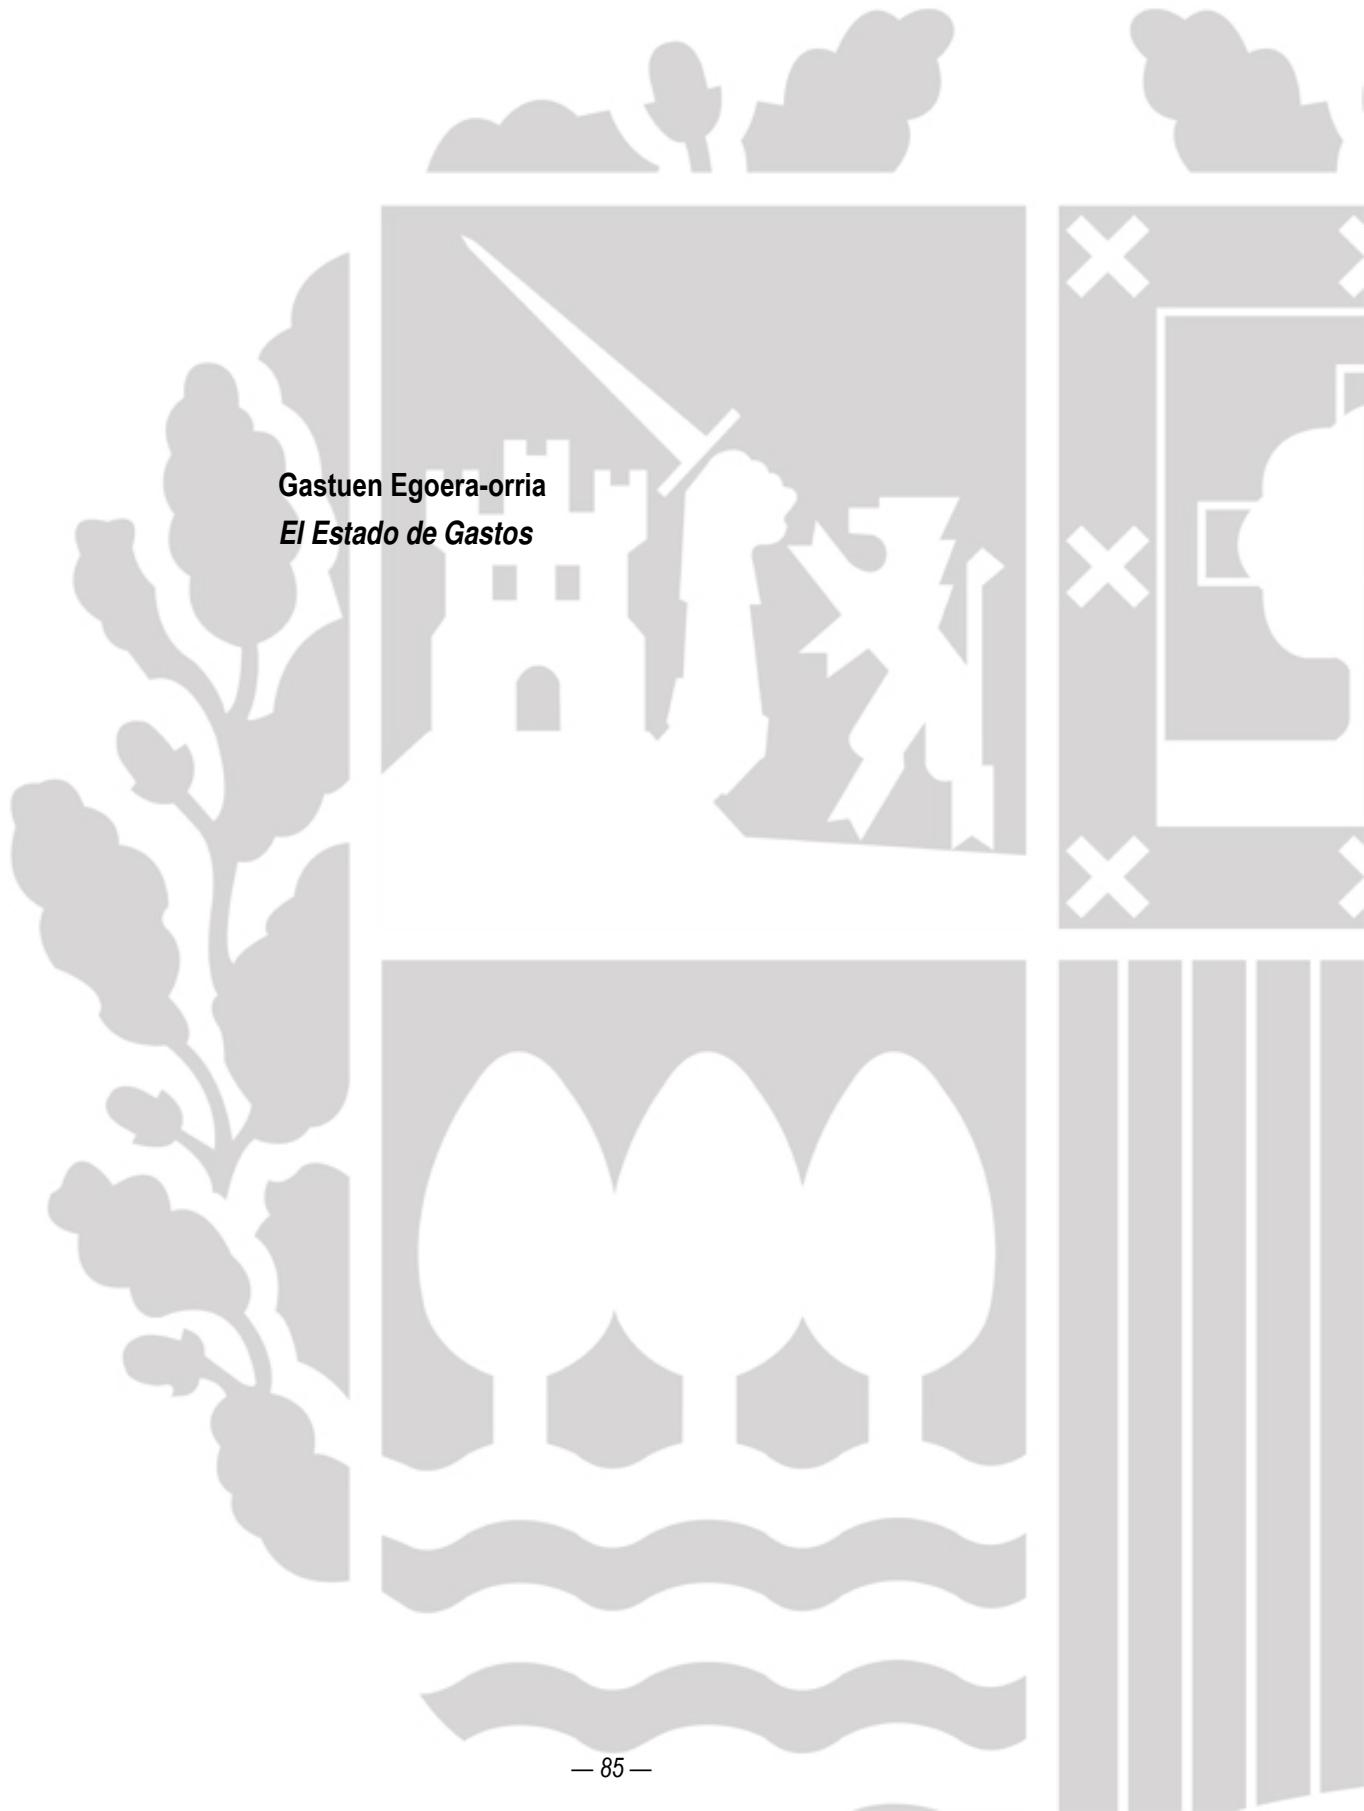 Gastuen Egoera-orria
El Estado de Gastos
— 85 —